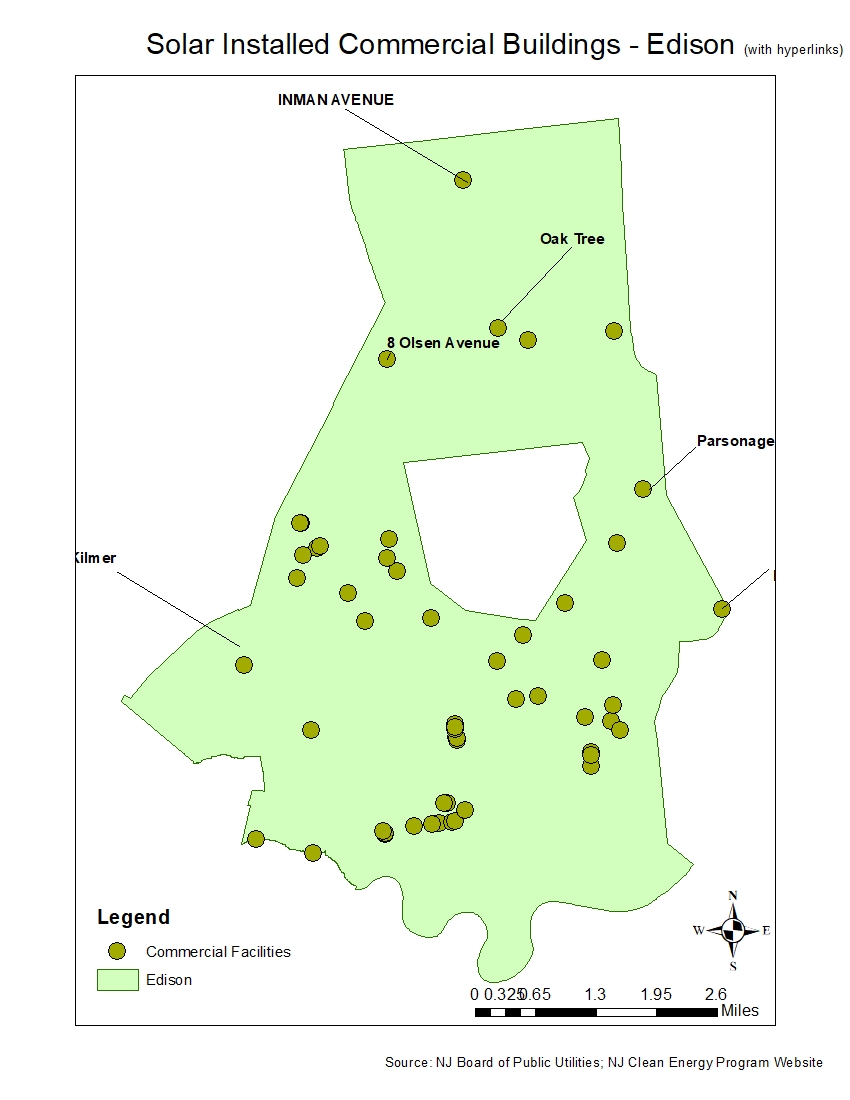 Solar Installed Commercial Buildings - Edison (with hyperlinks)
INMAN AVENUE
Oak Tree
8 Olsen Avenue
Parsonage
Kilmer
Legend
Commercial Facilities
Edison
N
W E
S
0 0.325 0.65 1.3 1.95 2.6
Miles
Source: NJ Board of Public Utilities; NJ Clean Energy Program Website